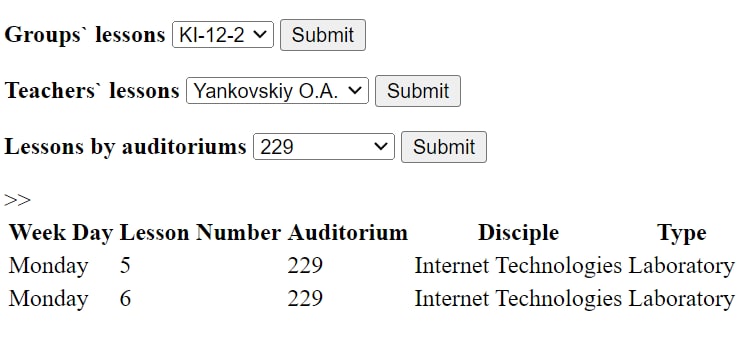 Groups` lessons KI-12-2 Submit
Teachers` lessons Yankovskiy O.A. Submit
Lessons by auditoriums 229 Submit
>>
Week Day Lesson Number Auditorium Disciple Type
Monday 5 229 Internet Technologies Laboratory
Monday 6 229 Internet Technologies Laboratory